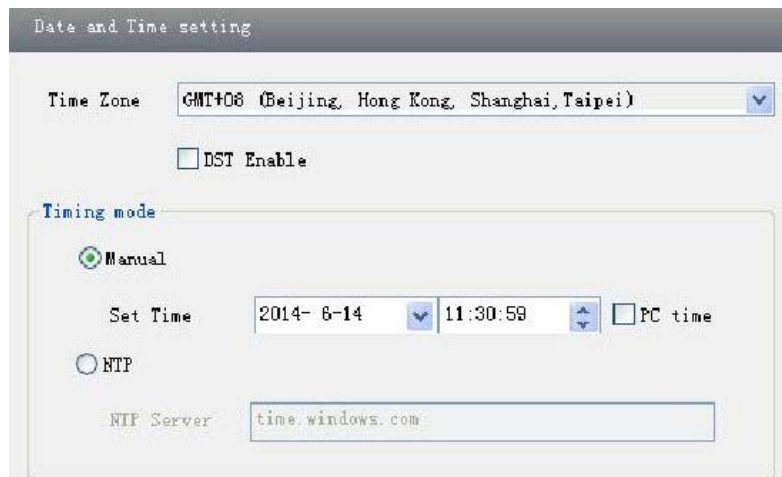 Date and Time setting
Time Zone GMT+08 (Beijing, Hong Kong, Shanghai,Taipei)
DST Enable
Timing mode
Manual
Set Time 2014- 6-14 11:30:59 PC time
NTP
NTP Server time.windows.com